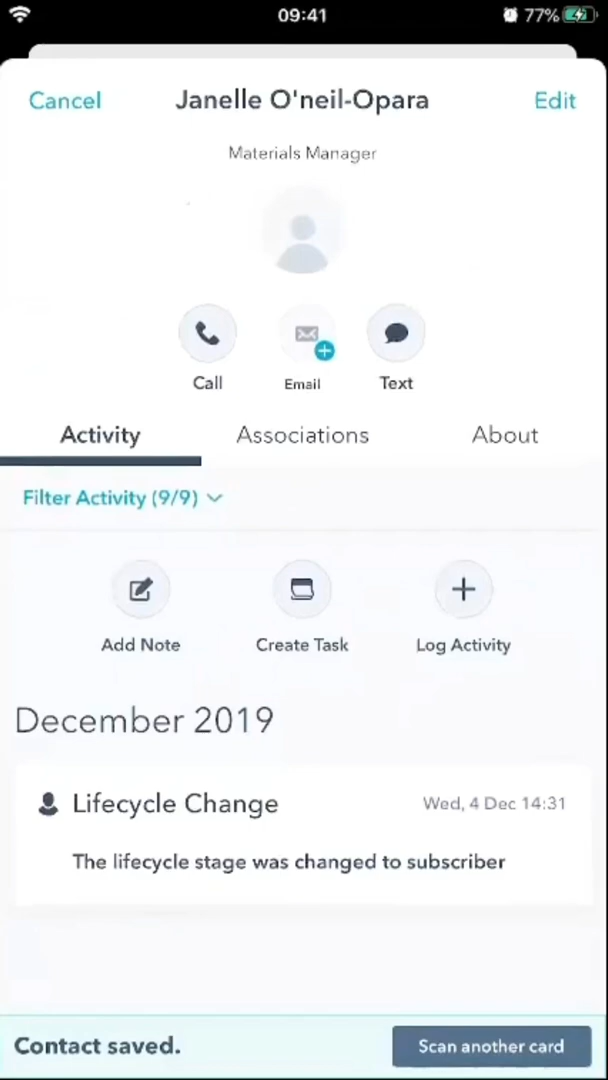 09:41
77%
Cancel
Janelle O'neil-Opara
Edit
Materials Manager
Call
Email
Text
Activity
Associations
About
Filter Activity (9/9)
Add Note
Create Task
Log Activity
December 2019
Lifecycle Change
Wed, 4 Dec 14:31
The lifecycle stage was changed to subscriber
Contact saved.
Scan another card